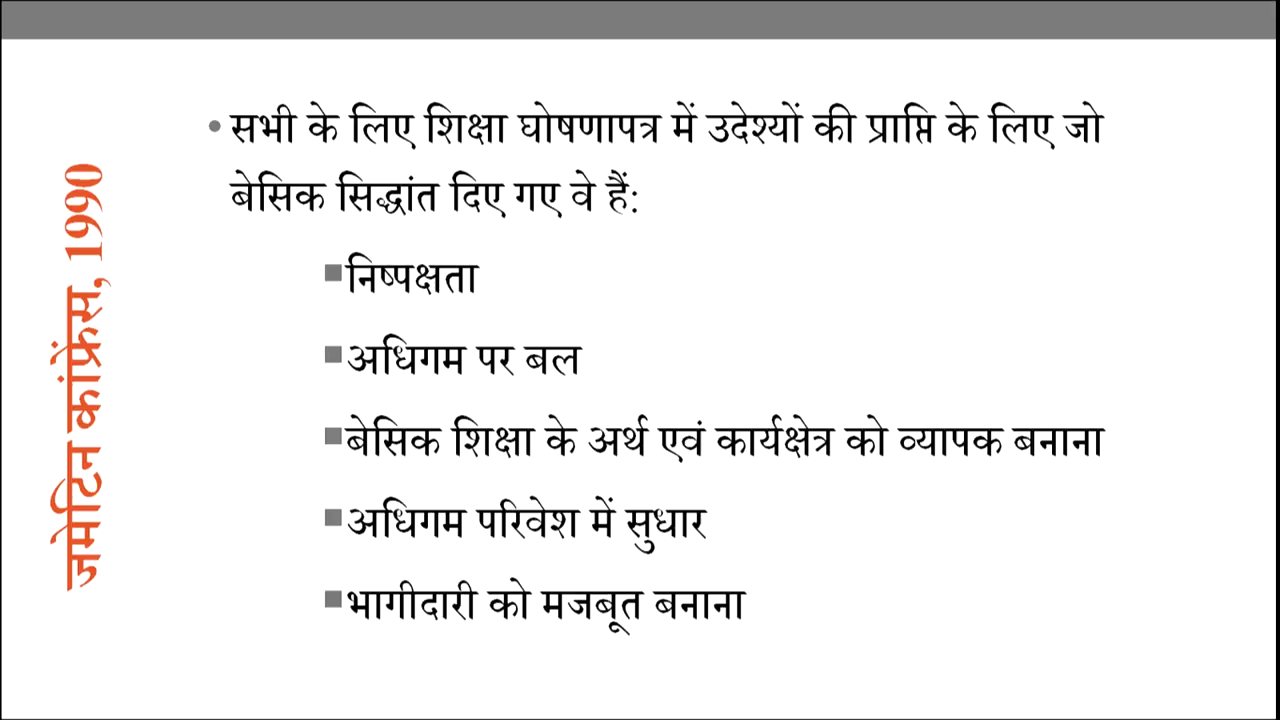 जमेटिन कांफ्रेंस, 1990
• सभी के लिए शिक्षा घोषणापत्र में उदेश्यों की प्राप्ति के लिए जो
बेसिक सिद्धांत दिए गए वे हैं:
▪ निष्पक्षता
▪ अधिगम पर बल
▪ बेसिक शिक्षा के अर्थ एवं कार्यक्षेत्र को व्यापक बनाना
▪ अधिगम परिवेश में सुधार
▪ भागीदारी को मजबूत बनाना